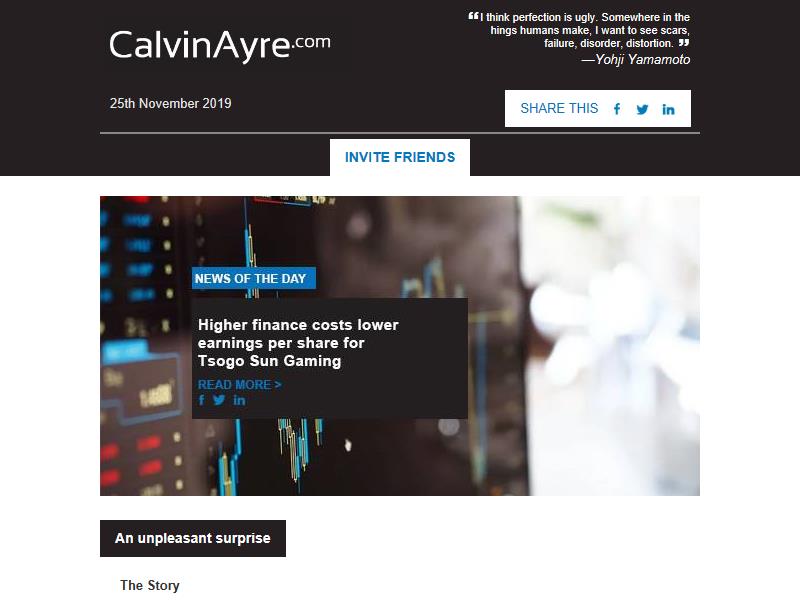 CalvinAyre.com
“I think perfection is ugly. Somewhere in the
hings humans make, I want to see scars,
failure, disorder, distortion. ”
—Yohji Yamamoto
25th November 2019
SHARE THIS
INVITE FRIENDS
NEWS OF THE DAY
Higher finance costs lower
earnings per share for
Tsogo Sun Gaming
READ MORE >
An unpleasant surprise
The Story